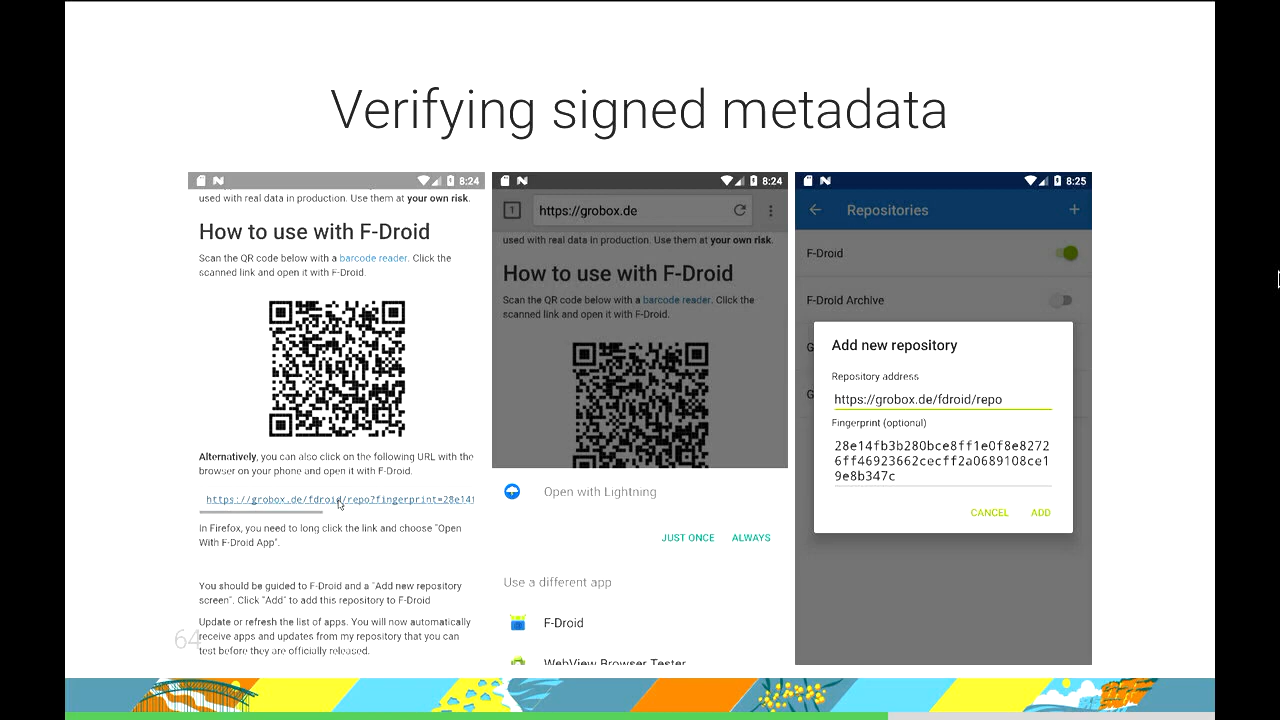 Verifying signed metadata
8:24
used with real data in production. Use them at your own risk.
How to use with F-Droid
Scan the QR code below with a barcode reader. Click the
scanned link and open it with F-Droid.
Alternatively, you can also click on the following URL with the
browser on your phone and open it with F-Droid.
https://grobox.de/fdroid/repo?fingerprint=28e14f
In Firefox, you need to long click the link and choose "Open
With F-Droid App".
You should be guided to F-Droid and a "Add new repository
screen". Click "Add" to add this repository to F-Droid
Update or refresh the list of apps. You will now automatically
receive apps and updates from my repository that you can
test before they are officially released.
64
8:24
1
https://grobox.de
used with real data in production. Use them at your own risk.
How to use with F-Droid
Scan the QR code below with a barcode reader. Click the
scanned link and open it with F-Droid.
Open with Lightning
JUST ONCE ALWAYS
Use a different app
F-Droid
WebView Browser Tester
8:25
Repositories
F-Droid
F-Droid Archive
G
G
Add new repository
Repository address
https://grobox.de/fdroid/repo
Fingerprint (optional)
28e14fb3b280bce8ff1e0f8e8272
6ff46923662cecff2a0689108ce1
9e8b347c
CANCEL ADD